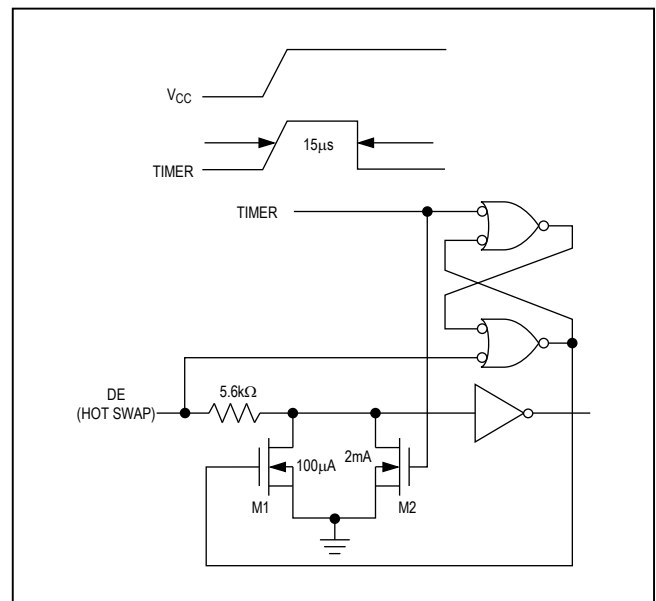 VCC
15µs
TIMER
TIMER
DE
(HOT SWAP)
5.6kΩ
100µA
2mA
M1
M2